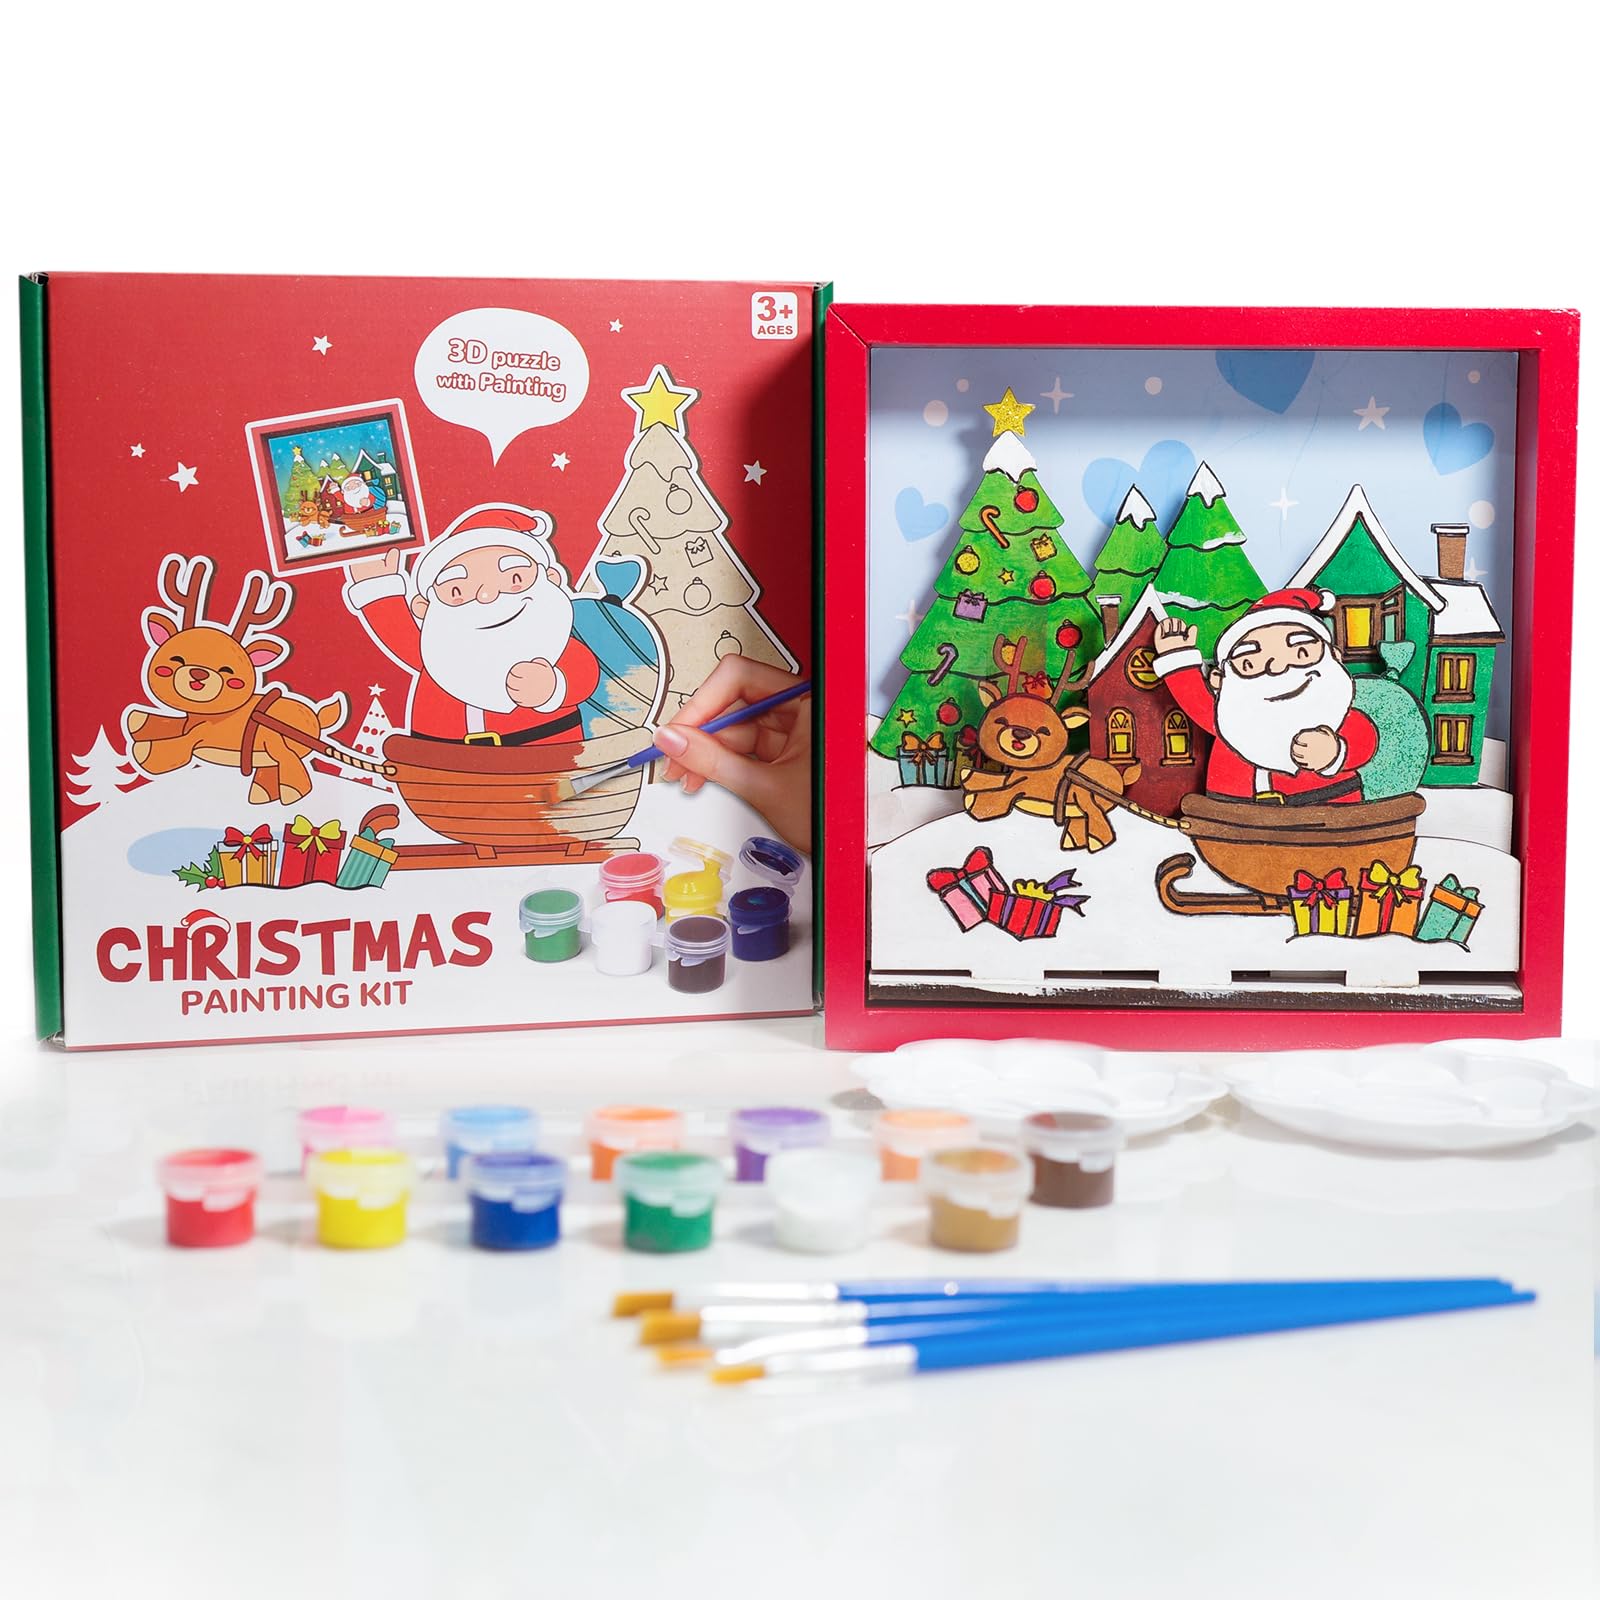 3+
AGES
3D puzzle
with Painting
CHRISTMAS
PAINTING KIT